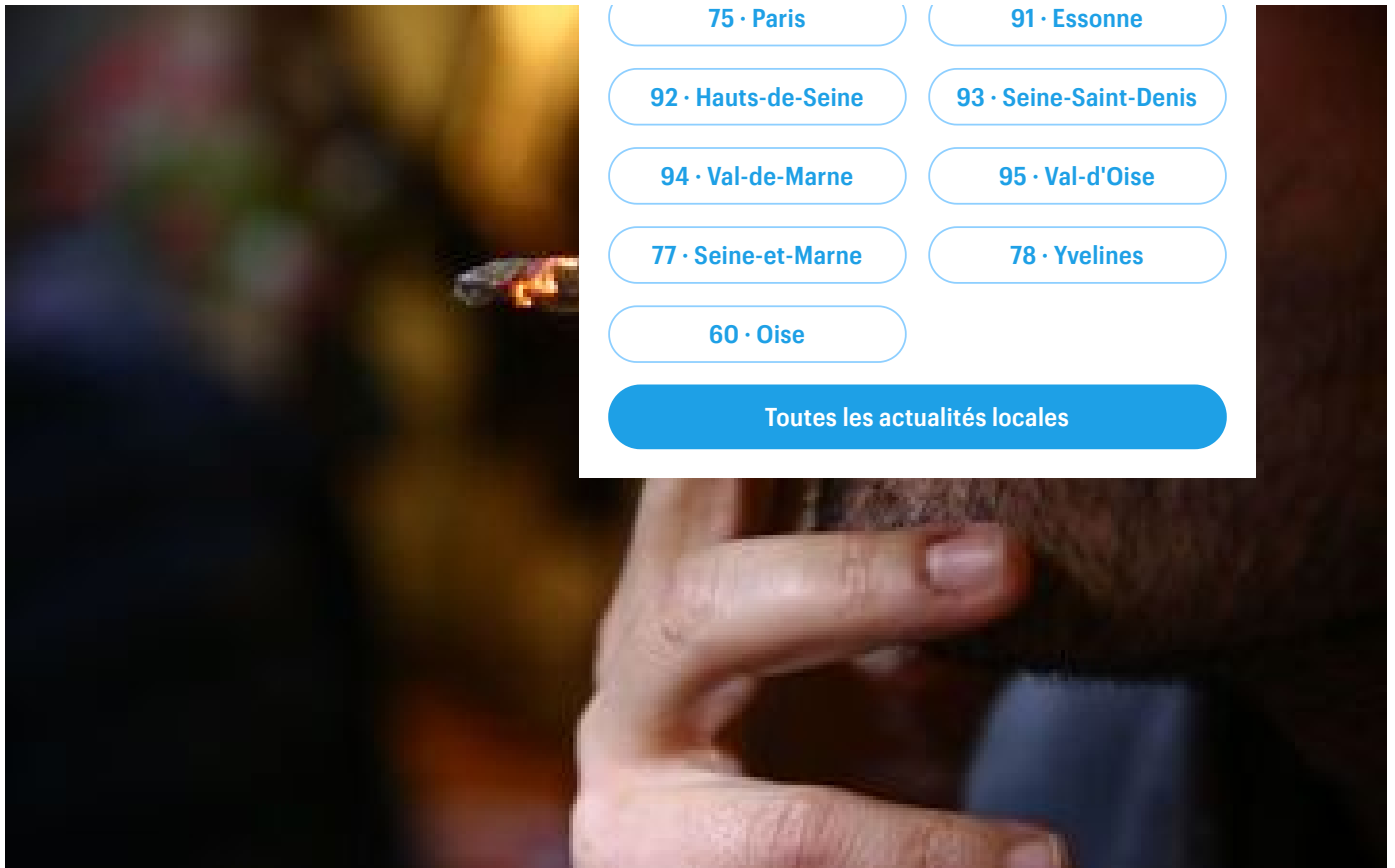 75 · Paris
91 · Essonne
92 · Hauts-de-Seine
93 · Seine-Saint-Denis
94 · Val-de-Marne
95 · Val-d'Oise
77 · Seine-et-Marne
78 · Yvelines
60 · Oise
Toutes les actualités locales